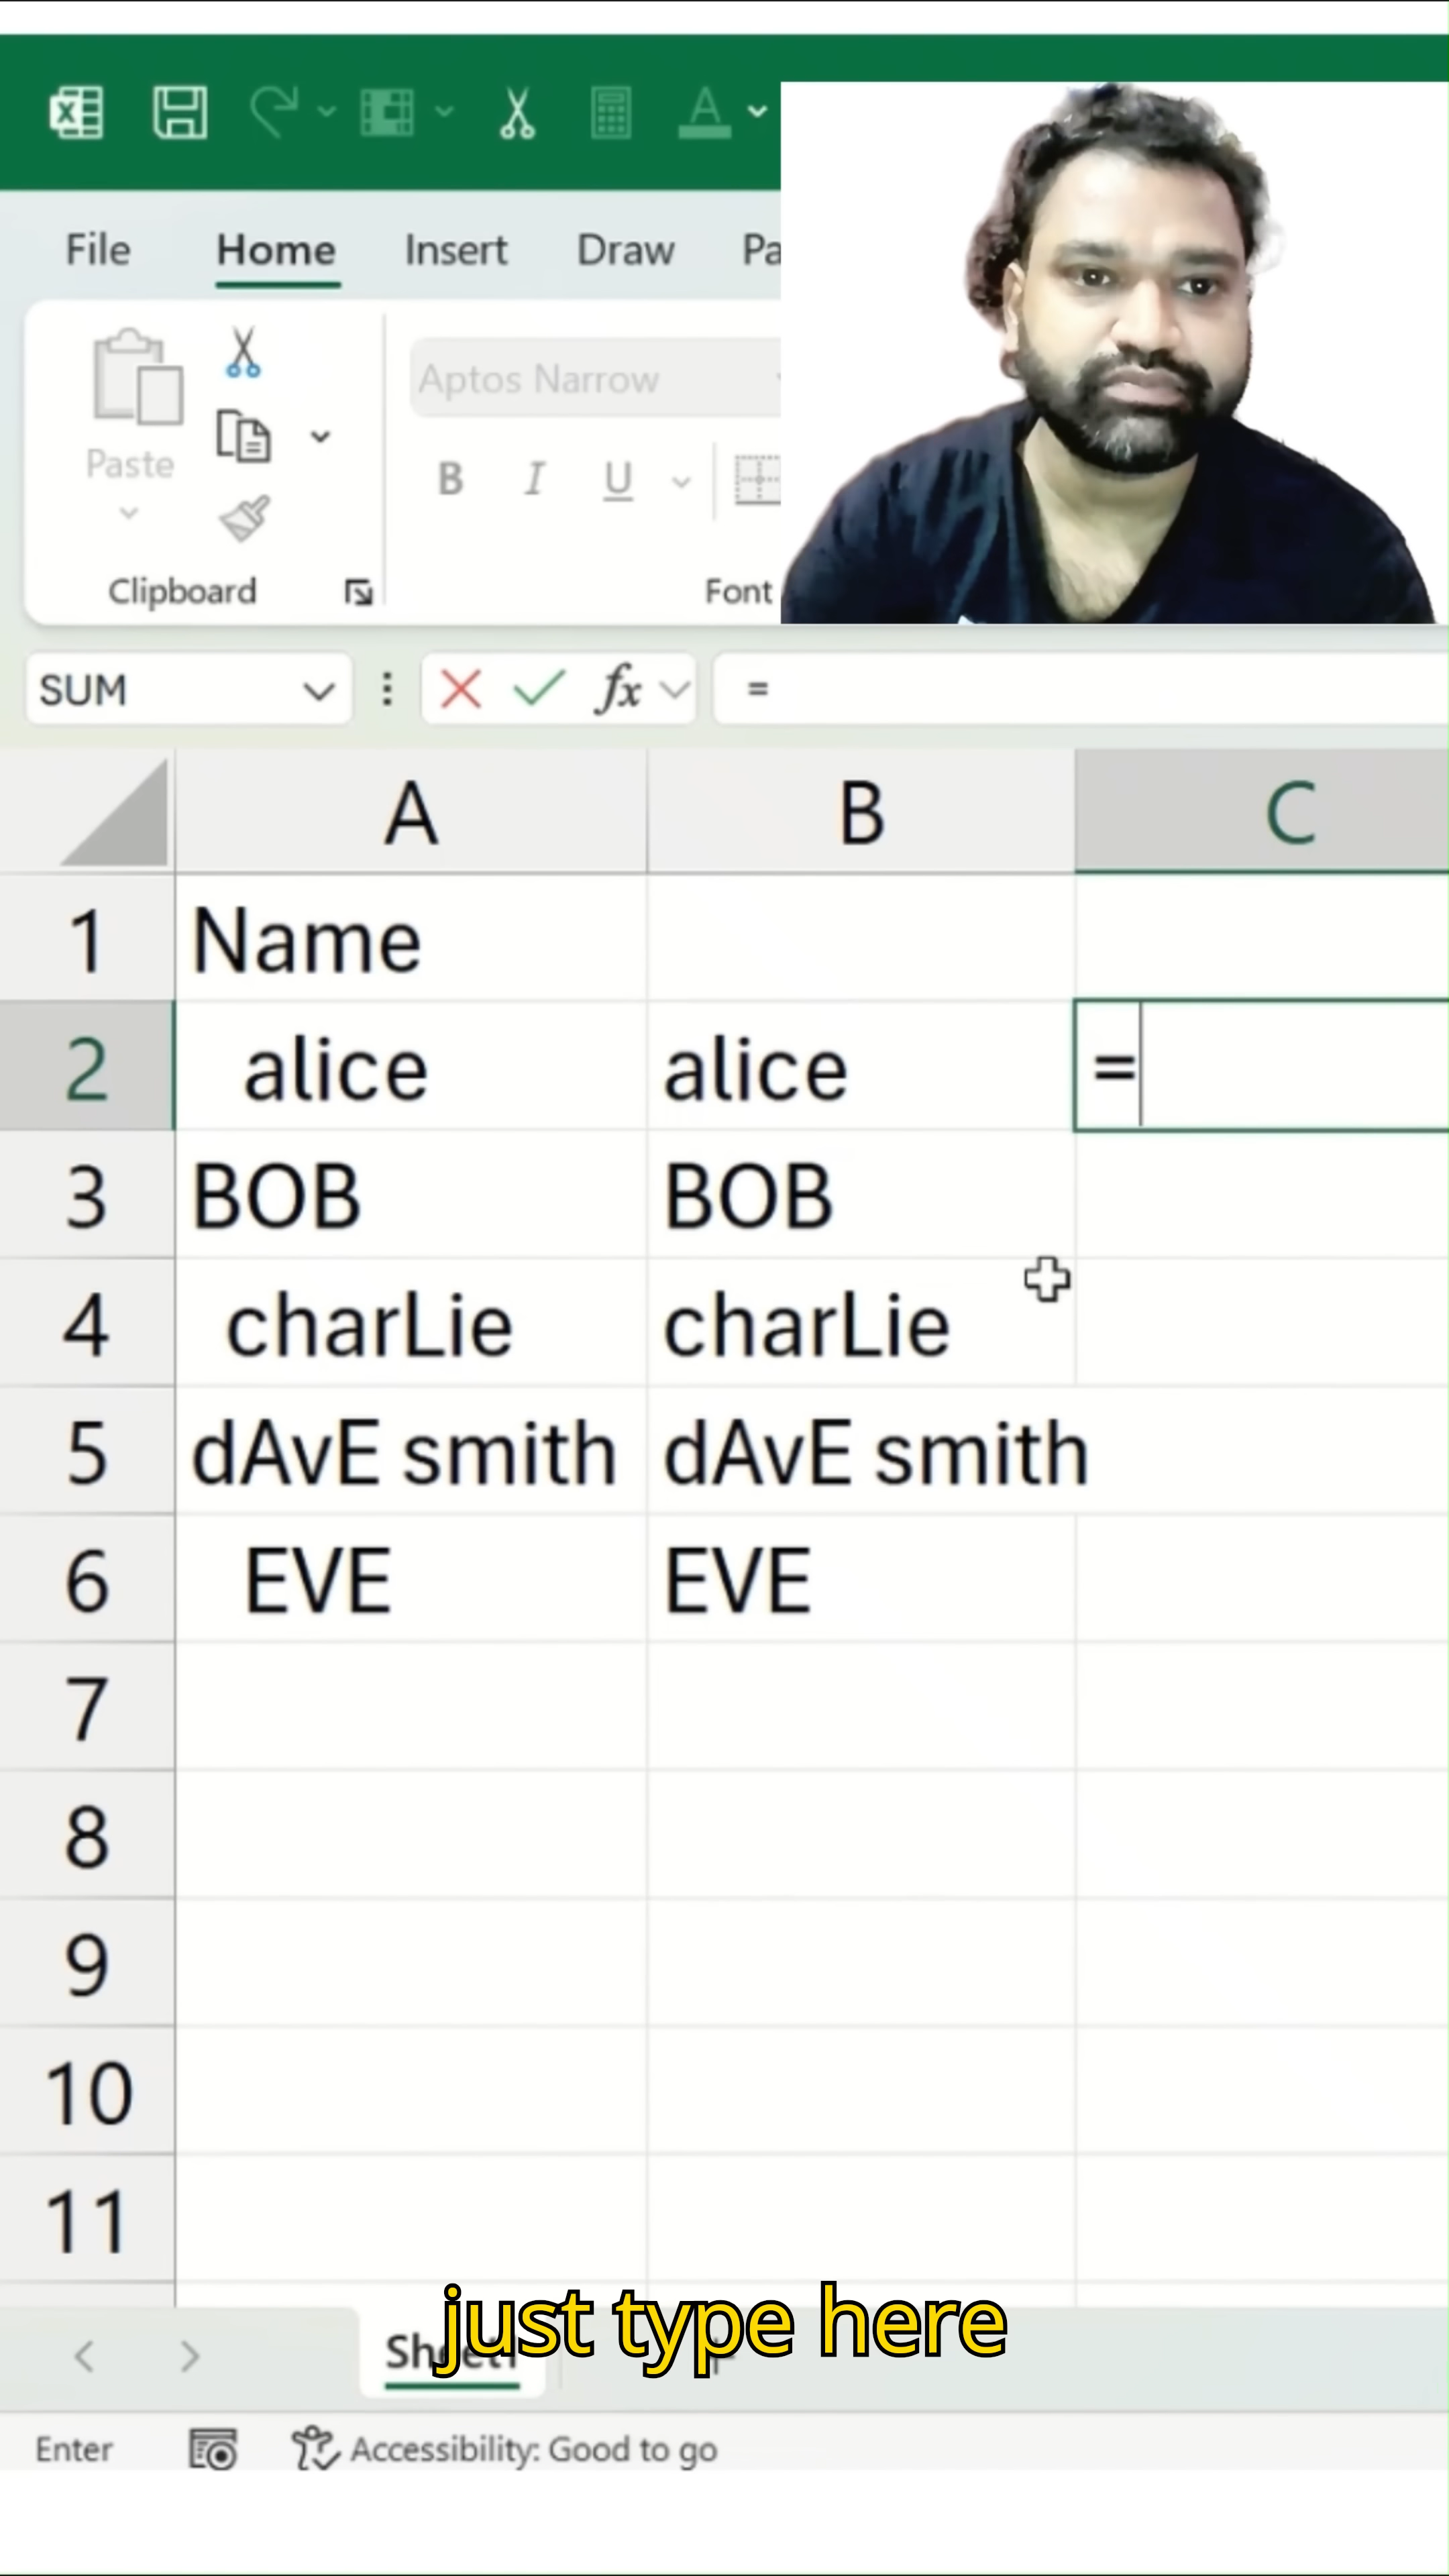 File Home Insert Draw Pa
Aptos Narrow
Paste
B I U
Clipboard Font
SUM fx =
A B C
1 Name
2 alice alice =
3 BOB BOB
4 charLie charLie
5 dAvE smith dAvE smith
6 EVE EVE
7
8
9
10
11
just type here
Sheet1
Enter Accessibility: Good to go